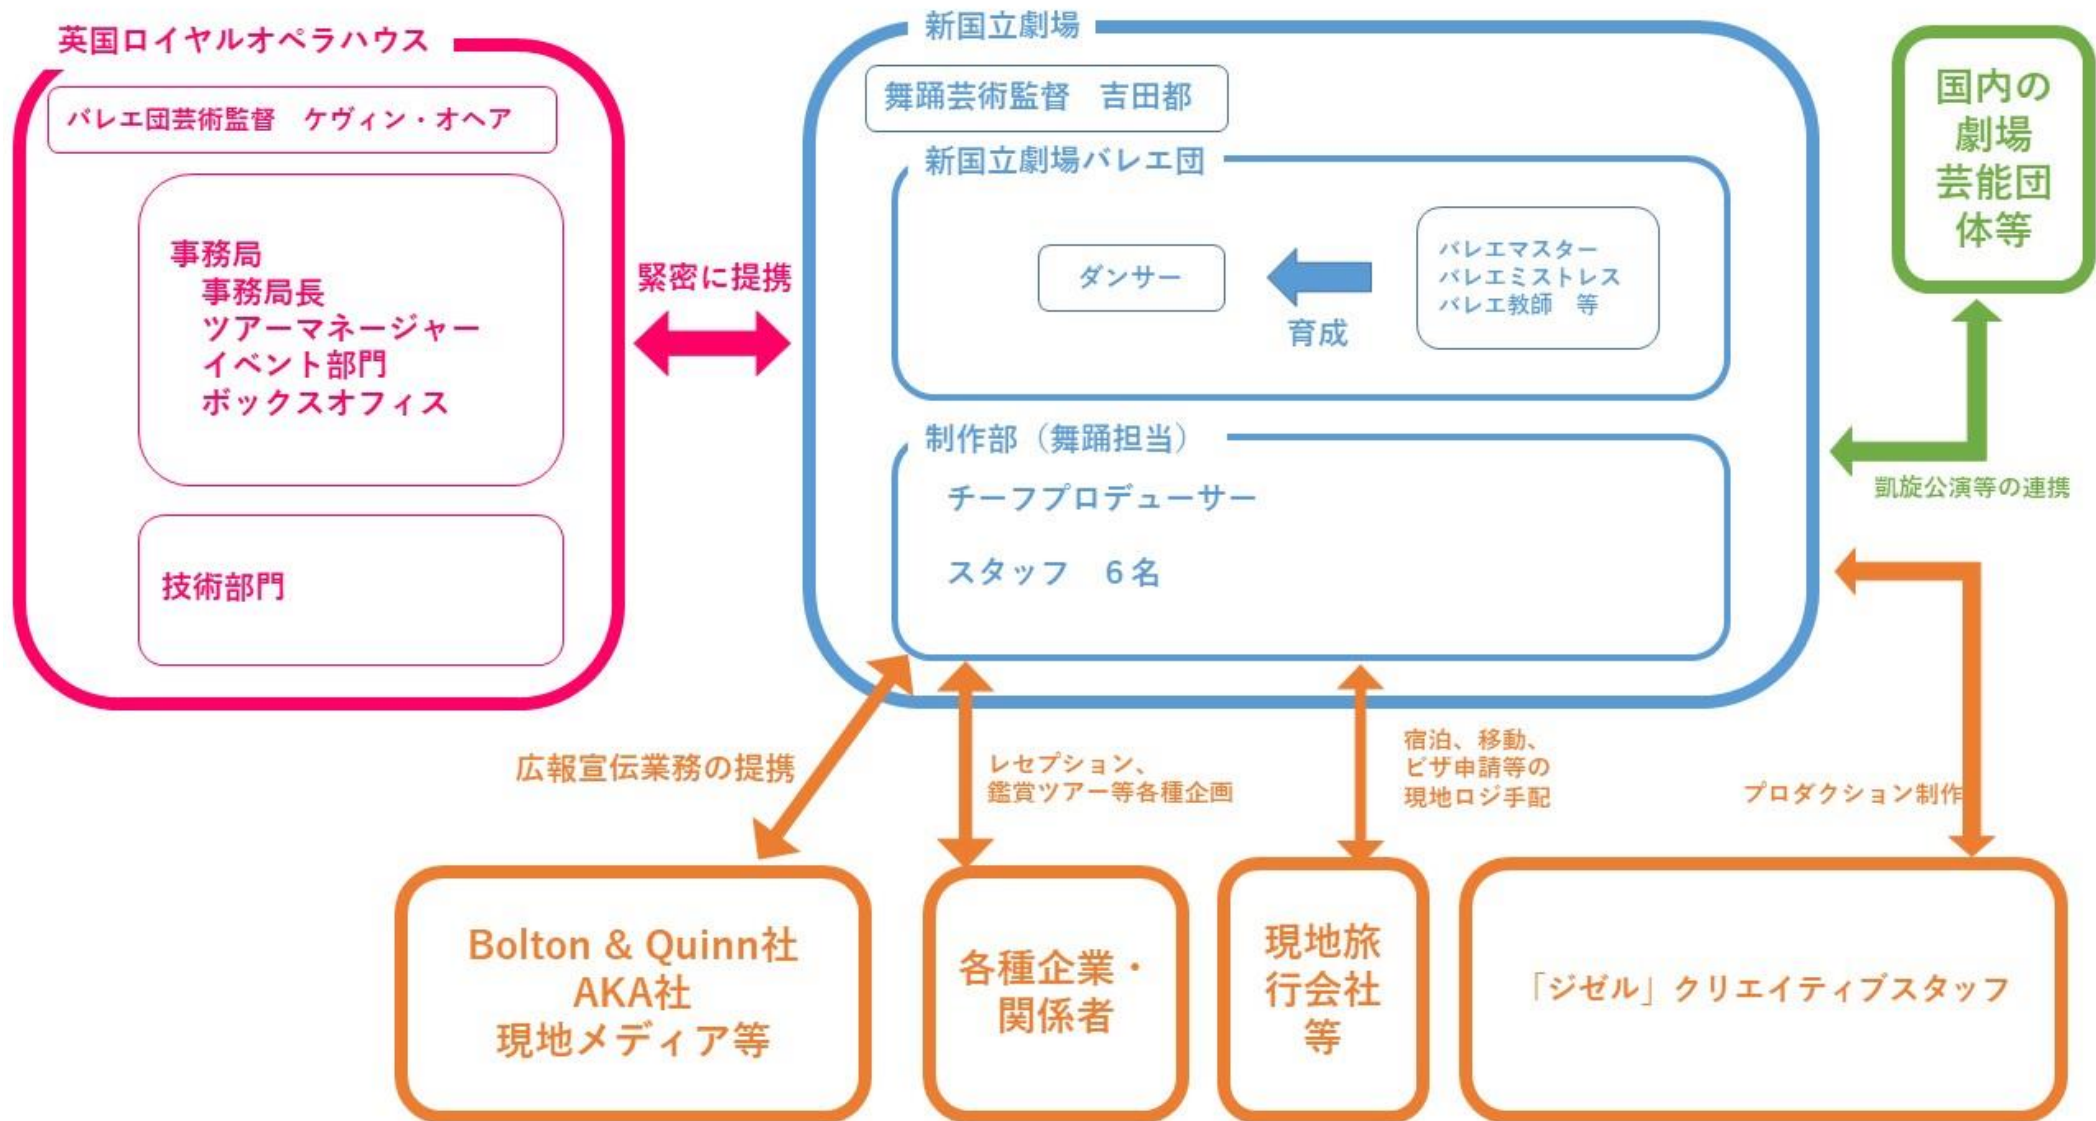 英国ロイヤルオペラハウス
バレエ団芸術監督　ケヴィン・オヘア
事務局
事務局長
ツアーマネージャー
イベント部門
ボックスオフィス
技術部門
緊密に提携
新国立劇場
舞踊芸術監督　吉田都
新国立劇場バレエ団
ダンサー
育成
バレエマスター
バレエミストレス
バレエ教師　等
制作部（舞踊担当）
チーフプロデューサー
スタッフ　６名
国内の
劇場
芸能団
体等
凱旋公演等の連携
広報宣伝業務の提携
レセプション、
鑑賞ツアー等各種企画
宿泊、移動、
ビザ申請等の
現地ロジ手配
プロダクション制作
Bolton & Quinn社
AKA社
現地メディア等
各種企業・
関係者
現地旅
行会社
等
「ジゼル」クリエイティブスタッフ